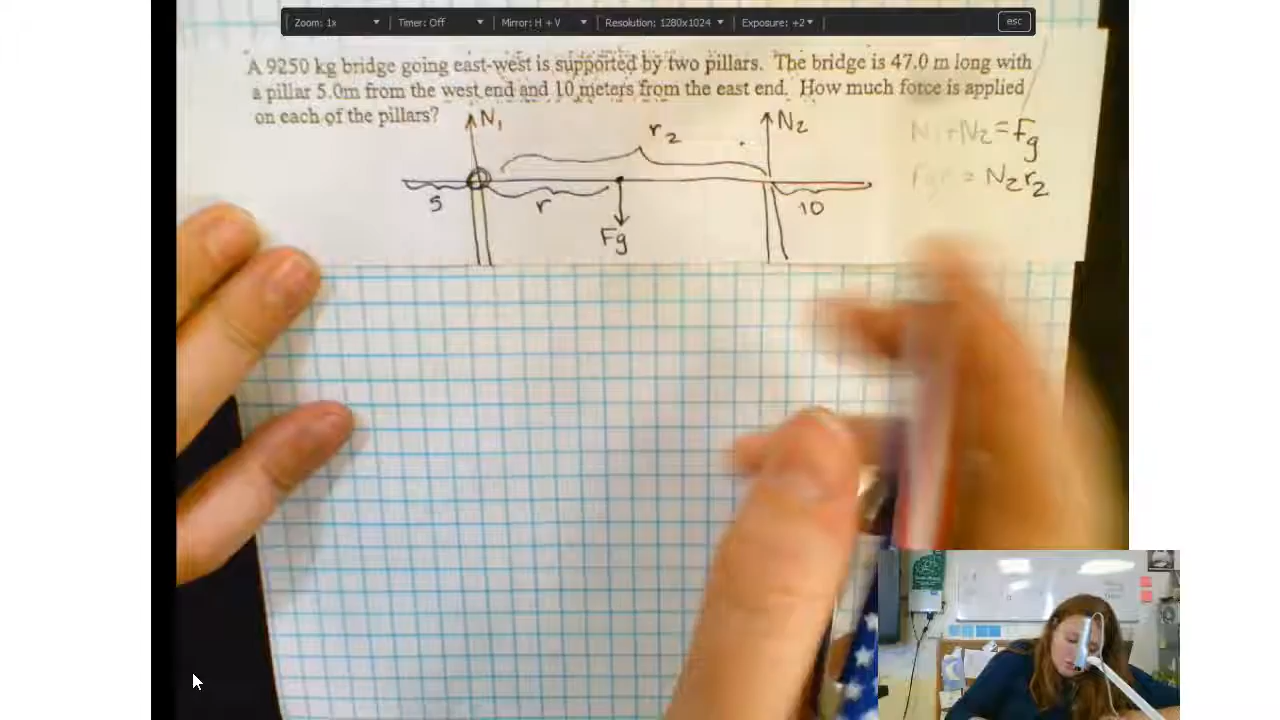 Zoom: 1x Timer: Off Mirror: H + V Resolution: 1280x1024 Exposure: +2 esc
A 9250 kg bridge going east-west is supported by two pillars. The bridge is 47.0 m long with
a pillar 5.0m from the west end and 10 meters from the east end. How much force is applied
on each of the pillars?
N₁ r₂ N₂
N₁+N₂=Fg
= N₂r₂
5 r 10
Fg